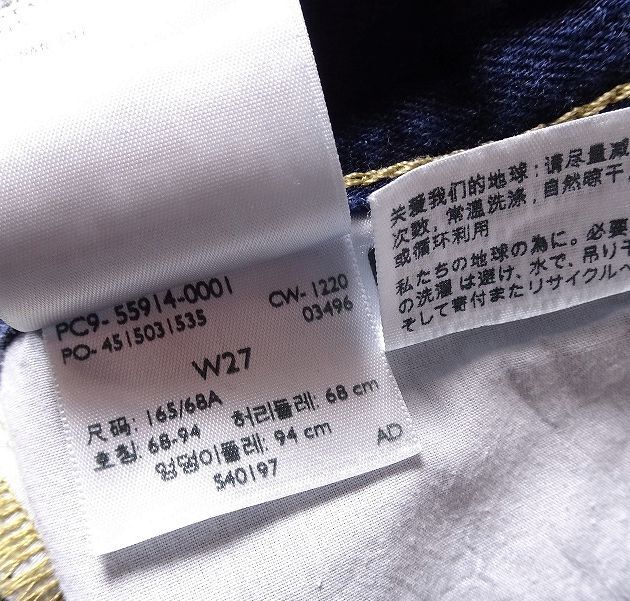 PC9-55914-0001
PO-4515031535
CW-1220
03496
W27
尺码: 165/68A
허리둘레: 68 cm
호칭: 68-94
엉덩이둘레: 94 cm
S40197
AD
关爱我们的地球: 请尽量减
次数, 常温洗涤, 自然晾干,
或循环利用
私たちの地球の為に。必要
の洗濯は避け、水で、吊り干
そして寄付またリサイクルへ